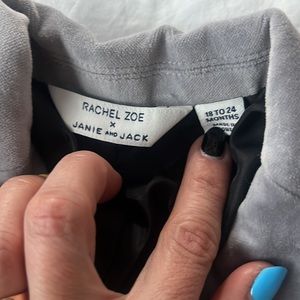 RACHEL ZOE
X
JANIE AND JACK
18 TO 24
MONTHS